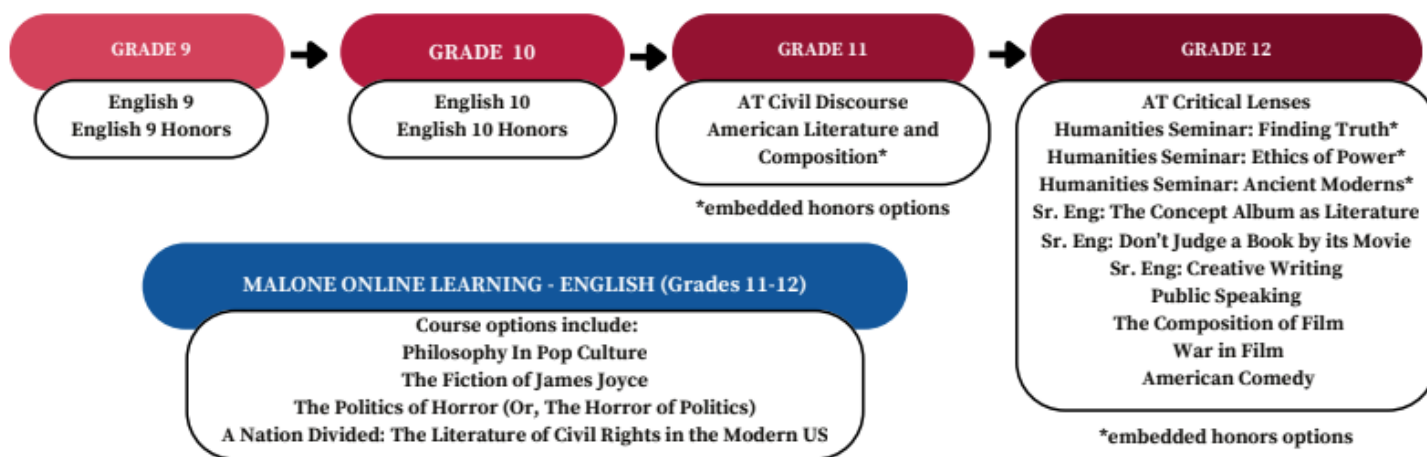 GRADE 9
English 9
English 9 Honors
GRADE 10
English 10
English 10 Honors
GRADE 11
AT Civil Discourse
American Literature and
Composition*
*embedded honors options
GRADE 12
AT Critical Lenses
Humanities Seminar: Finding Truth*
Humanities Seminar: Ethics of Power*
Humanities Seminar: Ancient Moderns*
Sr. Eng: The Concept Album as Literature
Sr. Eng: Don't Judge a Book by its Movie
Sr. Eng: Creative Writing
Public Speaking
The Composition of Film
War in Film
American Comedy
*embedded honors options
MALONE ONLINE LEARNING - ENGLISH (Grades 11-12)
Course options include:
Philosophy In Pop Culture
The Fiction of James Joyce
The Politics of Horror (Or, The Horror of Politics)
A Nation Divided: The Literature of Civil Rights in the Modern US